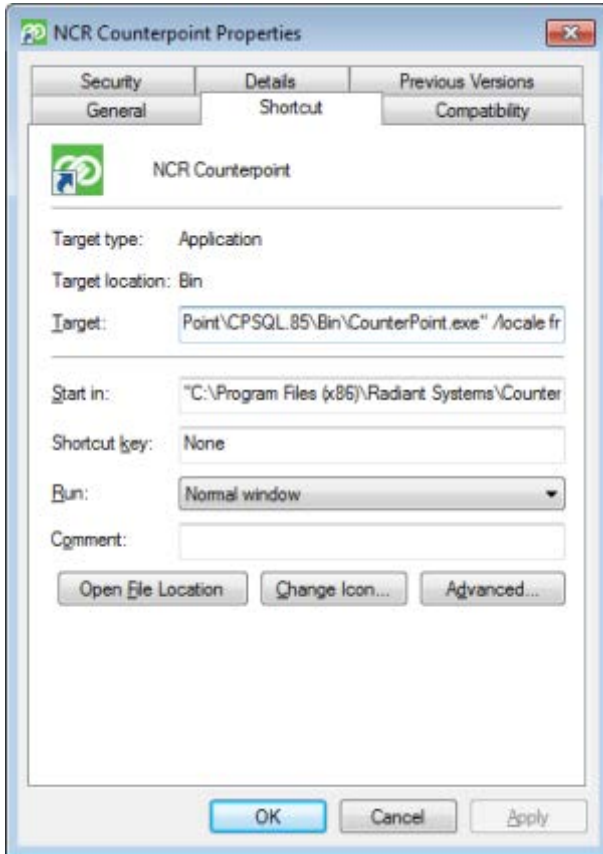 NCR Counterpoint Properties
Security Details Previous Versions
General Shortcut Compatibility
NCR Counterpoint
Target type: Application
Target location: Bin
Target: Point\CPSQL.85\Bin\CounterPoint.exe" /locale fr
Start in: "C:\Program Files (x86)\Radiant Systems\Counter
Shortcut key: None
Run: Normal window
Comment:
Open File Location Change Icon... Advanced...
OK Cancel Apply